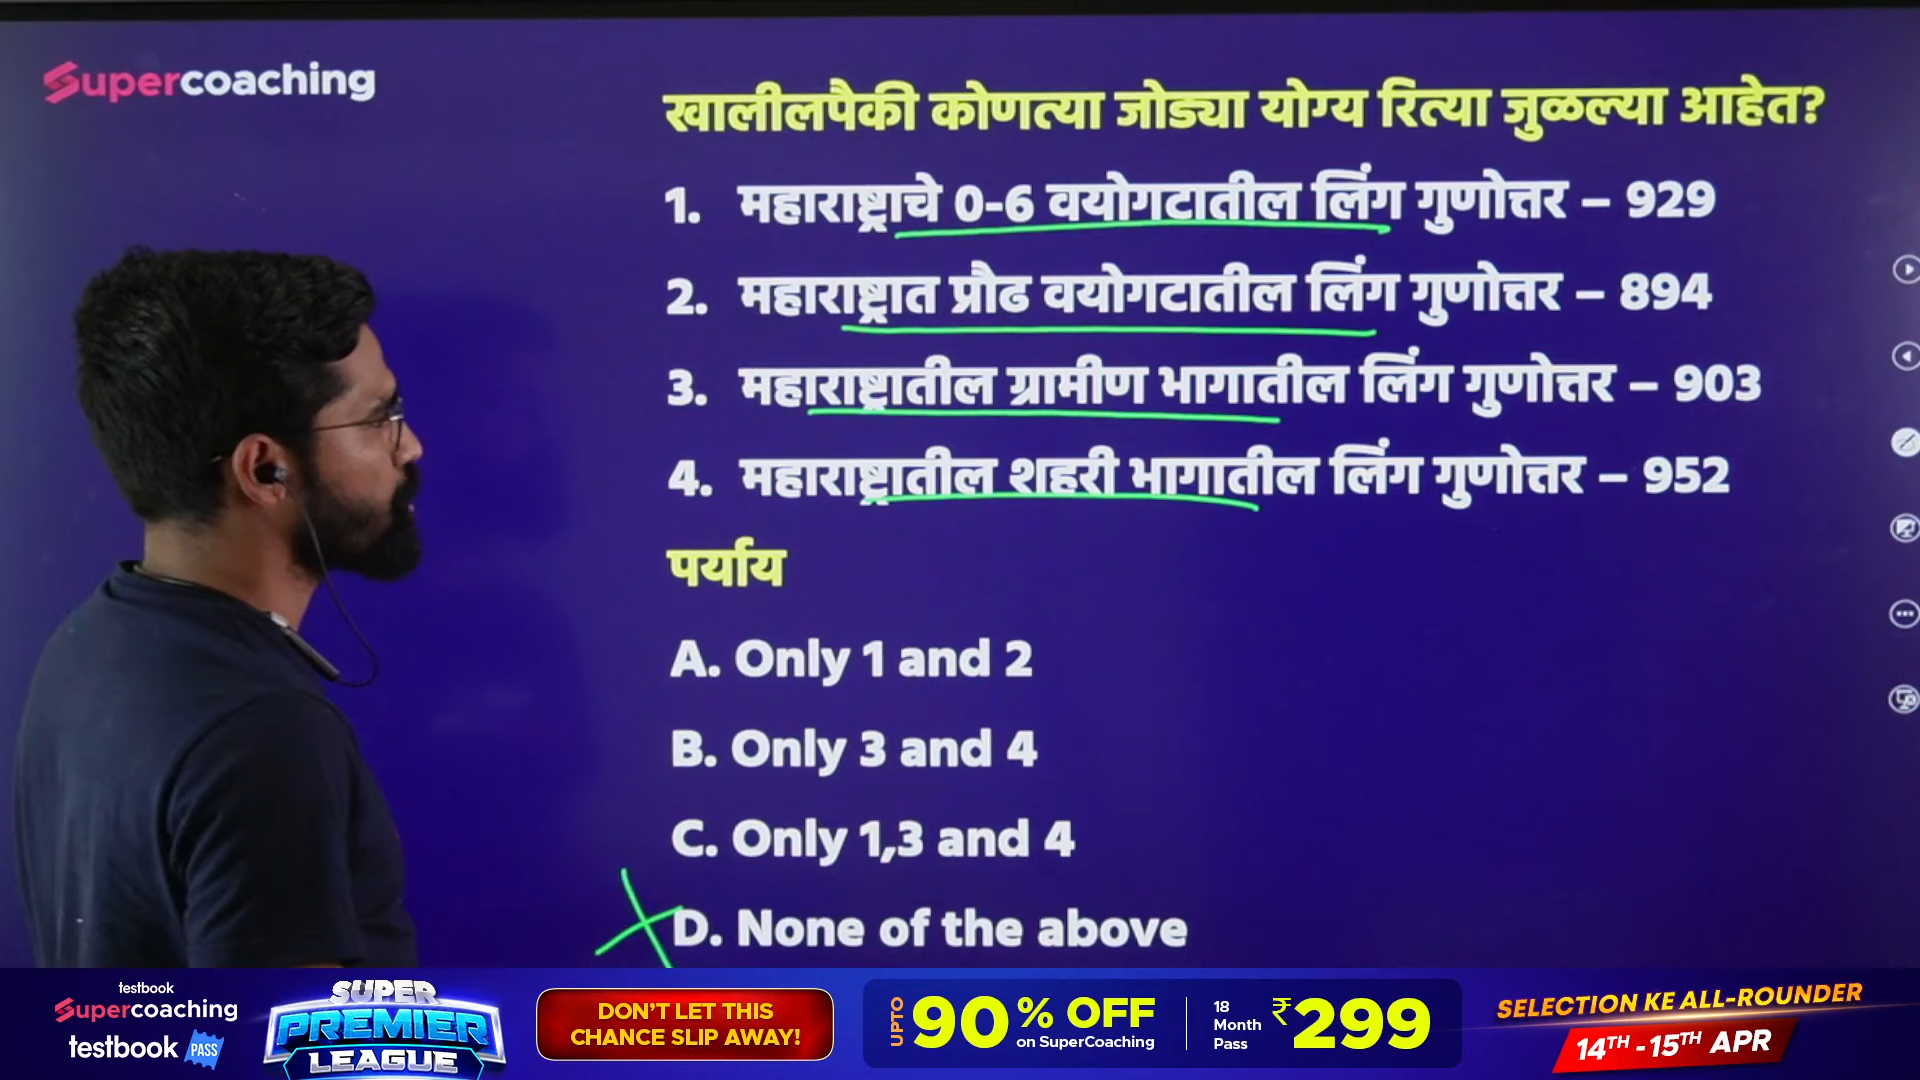 Supercoaching
खालीलपैकी कोणत्या जोड्या योग्य रित्या जुळल्या आहेत?
1. महाराष्ट्राचे 0-6 वयोगटातील लिंग गुणोत्तर – 929
2. महाराष्ट्रात प्रौढ वयोगटातील लिंग गुणोत्तर – 894
3. महाराष्ट्रातील ग्रामीण भागातील लिंग गुणोत्तर – 903
4. महाराष्ट्रातील शहरी भागातील लिंग गुणोत्तर – 952
पर्याय
A. Only 1 and 2
B. Only 3 and 4
C. Only 1,3 and 4
D. None of the above
testbook
Supercoaching
testbook PASS
SUPER
PREMIER
LEAGUE
DON'T LET THIS
CHANCE SLIP AWAY!
UPTO 90% OFF
on SuperCoaching
18
Month
Pass
₹299
SELECTION KE ALL-ROUNDER
14TH - 15TH APR